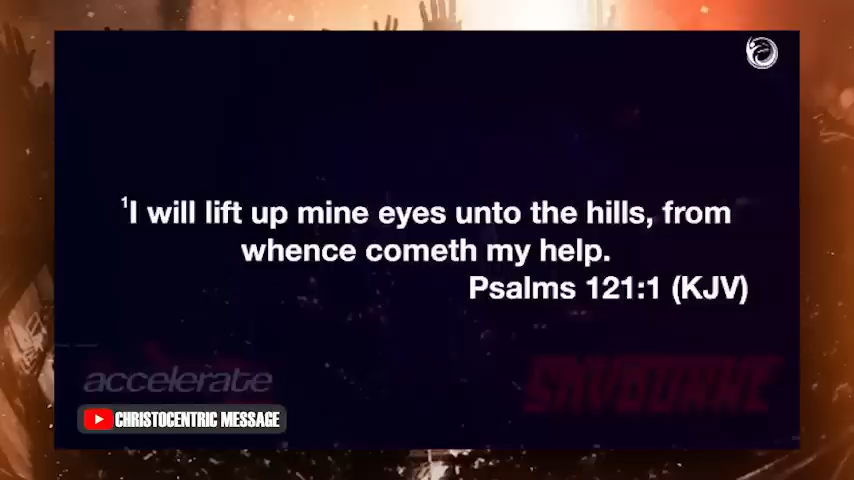 ¹I will lift up mine eyes unto the hills, from
whence cometh my help.
Psalms 121:1 (KJV)
accelerate
CHRISTOCENTRIC MESSAGE